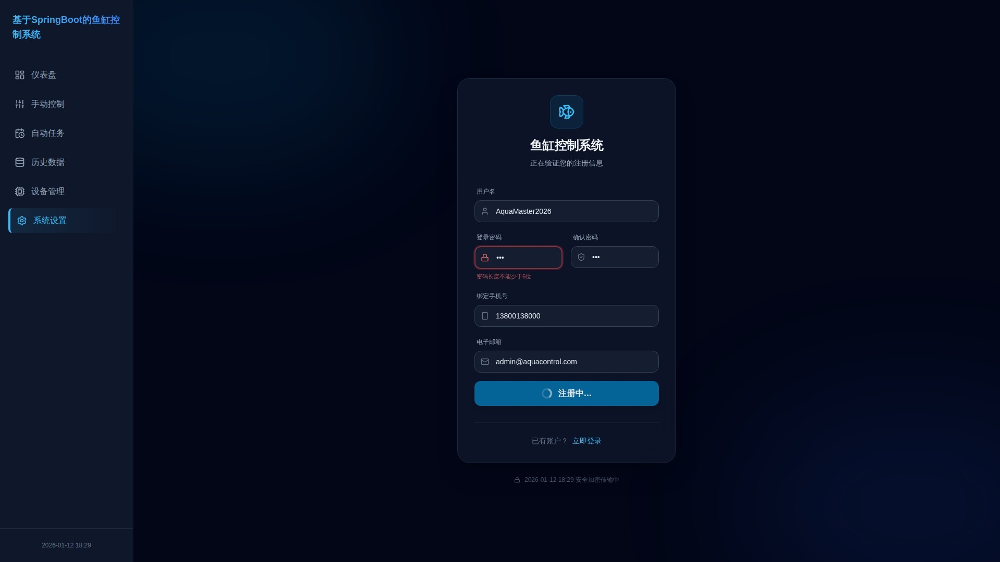 基于SpringBoot的鱼缸控
制系统
仪表盘
手动控制
自动任务
历史数据
设备管理
系统设置
2026-01-12 18:29
鱼缸控制系统
正在验证您的注册信息
用户名
AquaMaster2026
登录密码
确认密码
•••
•••
密码长度不能少于6位
绑定手机号
13800138000
电子邮箱
admin@aquacontrol.com
注册中...
已有账户？ 立即登录
2026-01-12 18:29 安全加密传输中